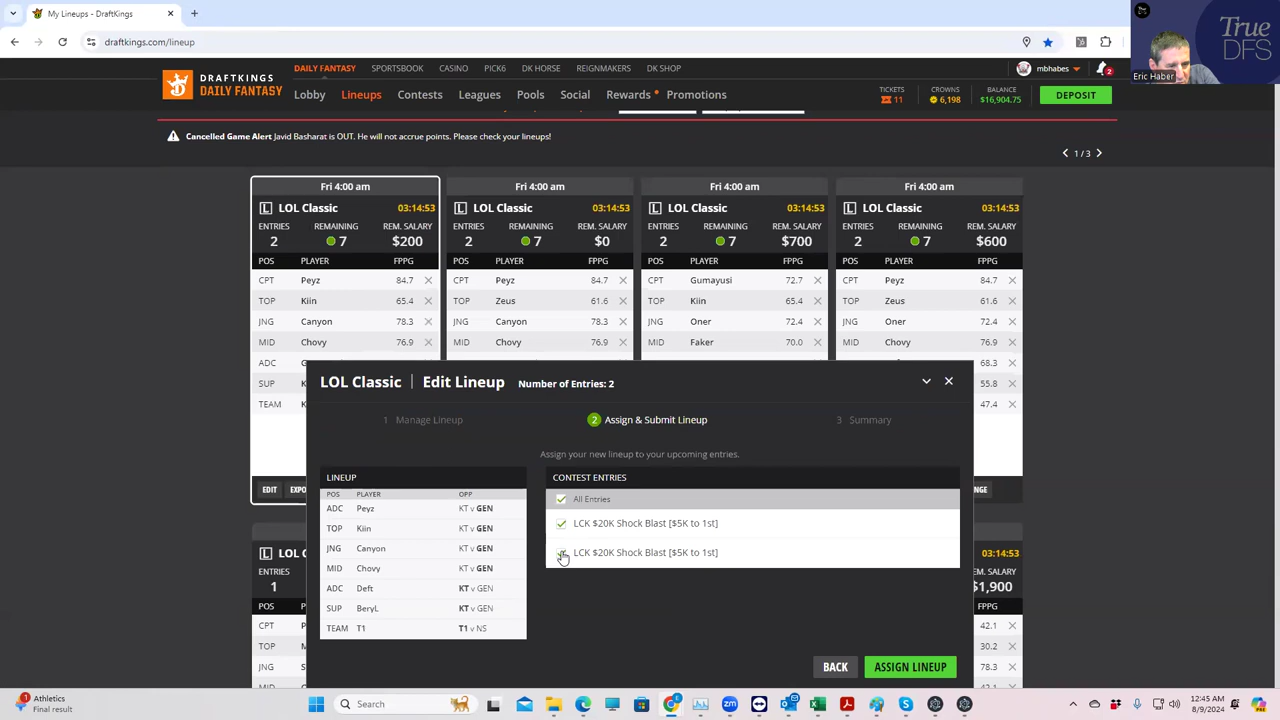 My Lineups - DraftKings
draftkings.com/lineup
True
DFS
Eric Haber
DRAFTKINGS
DAILY FANTASY
DAILY FANTASY SPORTSBOOK CASINO PICK6 DK HORSE REIGNMAKERS DK SHOP
mbhabes
2
Lobby Lineups Contests Leagues Pools Social Rewards Promotions
TICKETS CROWNS BALANCE
11 6,198 $16,904.75
DEPOSIT
Cancelled Game Alert Javid Basharat is OUT. He will not accrue points. Please check your lineups!
1 / 3
Fri 4:00 am Fri 4:00 am Fri 4:00 am Fri 4:00 am
L LOL Classic 03:14:53 L LOL Classic 03:14:53 L LOL Classic 03:14:53 L LOL Classic 03:14:53
ENTRIES REMAINING REM. SALARY ENTRIES REMAINING REM. SALARY ENTRIES REMAINING REM. SALARY ENTRIES REMAINING REM. SALARY
2 7 $200 2 7 $0 2 7 $700 2 7 $600
POS PLAYER FPPG POS PLAYER FPPG POS PLAYER FPPG POS PLAYER FPPG
CPT Peyz 84.7 CPT Peyz 84.7 CPT Gumayusi 72.7 CPT Peyz 84.7
TOP Kiin 65.4 TOP Zeus 61.6 TOP Kiin 65.4 TOP Zeus 61.6
JNG Canyon 78.3 JNG Canyon 78.3 JNG Oner 72.4 JNG Oner 72.4
MID Chovy 76.9 MID Chovy 76.9 MID Faker 70.0 MID Chovy 76.9
ADC 68.3
SUP 55.8
TEAM 47.4
LOL Classic Edit Lineup Number of Entries: 2
1 Manage Lineup 2 Assign & Submit Lineup 3 Summary
Assign your new lineup to your upcoming entries.
LINEUP
POS PLAYER OPP
ADC Peyz KT v GEN
TOP Kiin KT v GEN
JNG Canyon KT v GEN
MID Chovy KT v GEN
ADC Deft KT v GEN
SUP BeryL KT v GEN
TEAM T1 T1 v NS
CONTEST ENTRIES
All Entries
LCK $20K Shock Blast [$5K to 1st]
LCK $20K Shock Blast [$5K to 1st]
BACK ASSIGN LINEUP
EDIT
03:14:53
ENTRIES
1 $1,900
POS FPPG
CPT 42.1
TOP 30.2
JNG 78.3
Athletics
Final result
1
Search
12:45 AM
8/9/2024